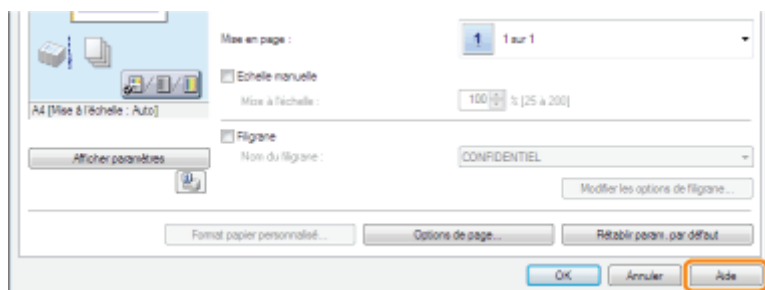 Mise en page :
1 1 sur 1
Echelle manuelle
Mise à l'échelle :
100 % [25 à 200]
A4 [Mise à l'échelle : Auto]
Filigrane
Afficher paramètres
Nom du filigrane :
CONFIDENTIEL
Modifier les options de filigrane...
Format papier personnalisé...
Options de page...
Rétablir param. par défaut
OK
Annuler
Aide